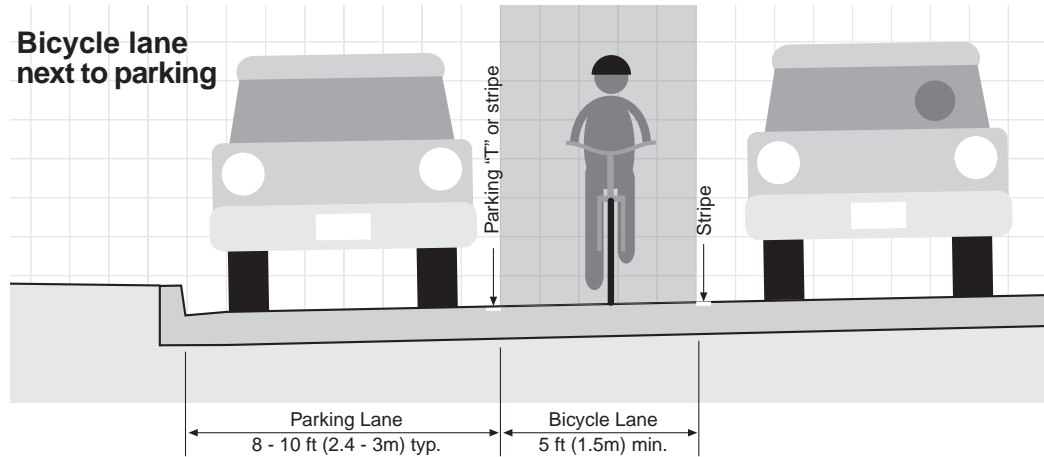 Bicycle lane
next to parking
Parking “T” or stripe
Stripe
Parking Lane
8 - 10 ft (2.4 - 3m) typ.
Bicycle Lane
5 ft (1.5m) min.